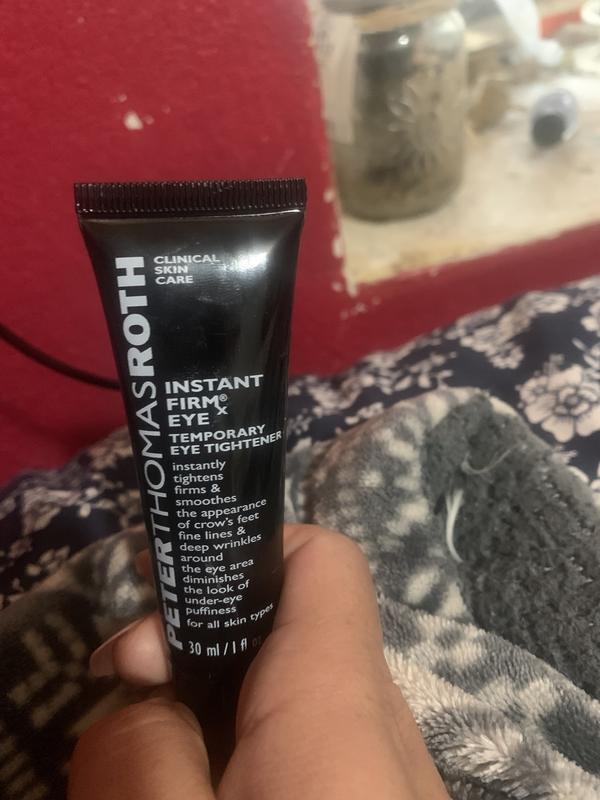 PETERTHOMASROTH
CLINICAL
SKIN
CARE
INSTANT
FIRMx®
EYE
TEMPORARY
EYE TIGHTENER
instantly
tightens
firms &
smoothes
the appearance
of crow's feet
fine lines &
deep wrinkles
around
the eye area
diminishes
the look of
under-eye
puffiness
for all skin types
30 ml / 1 fl oz